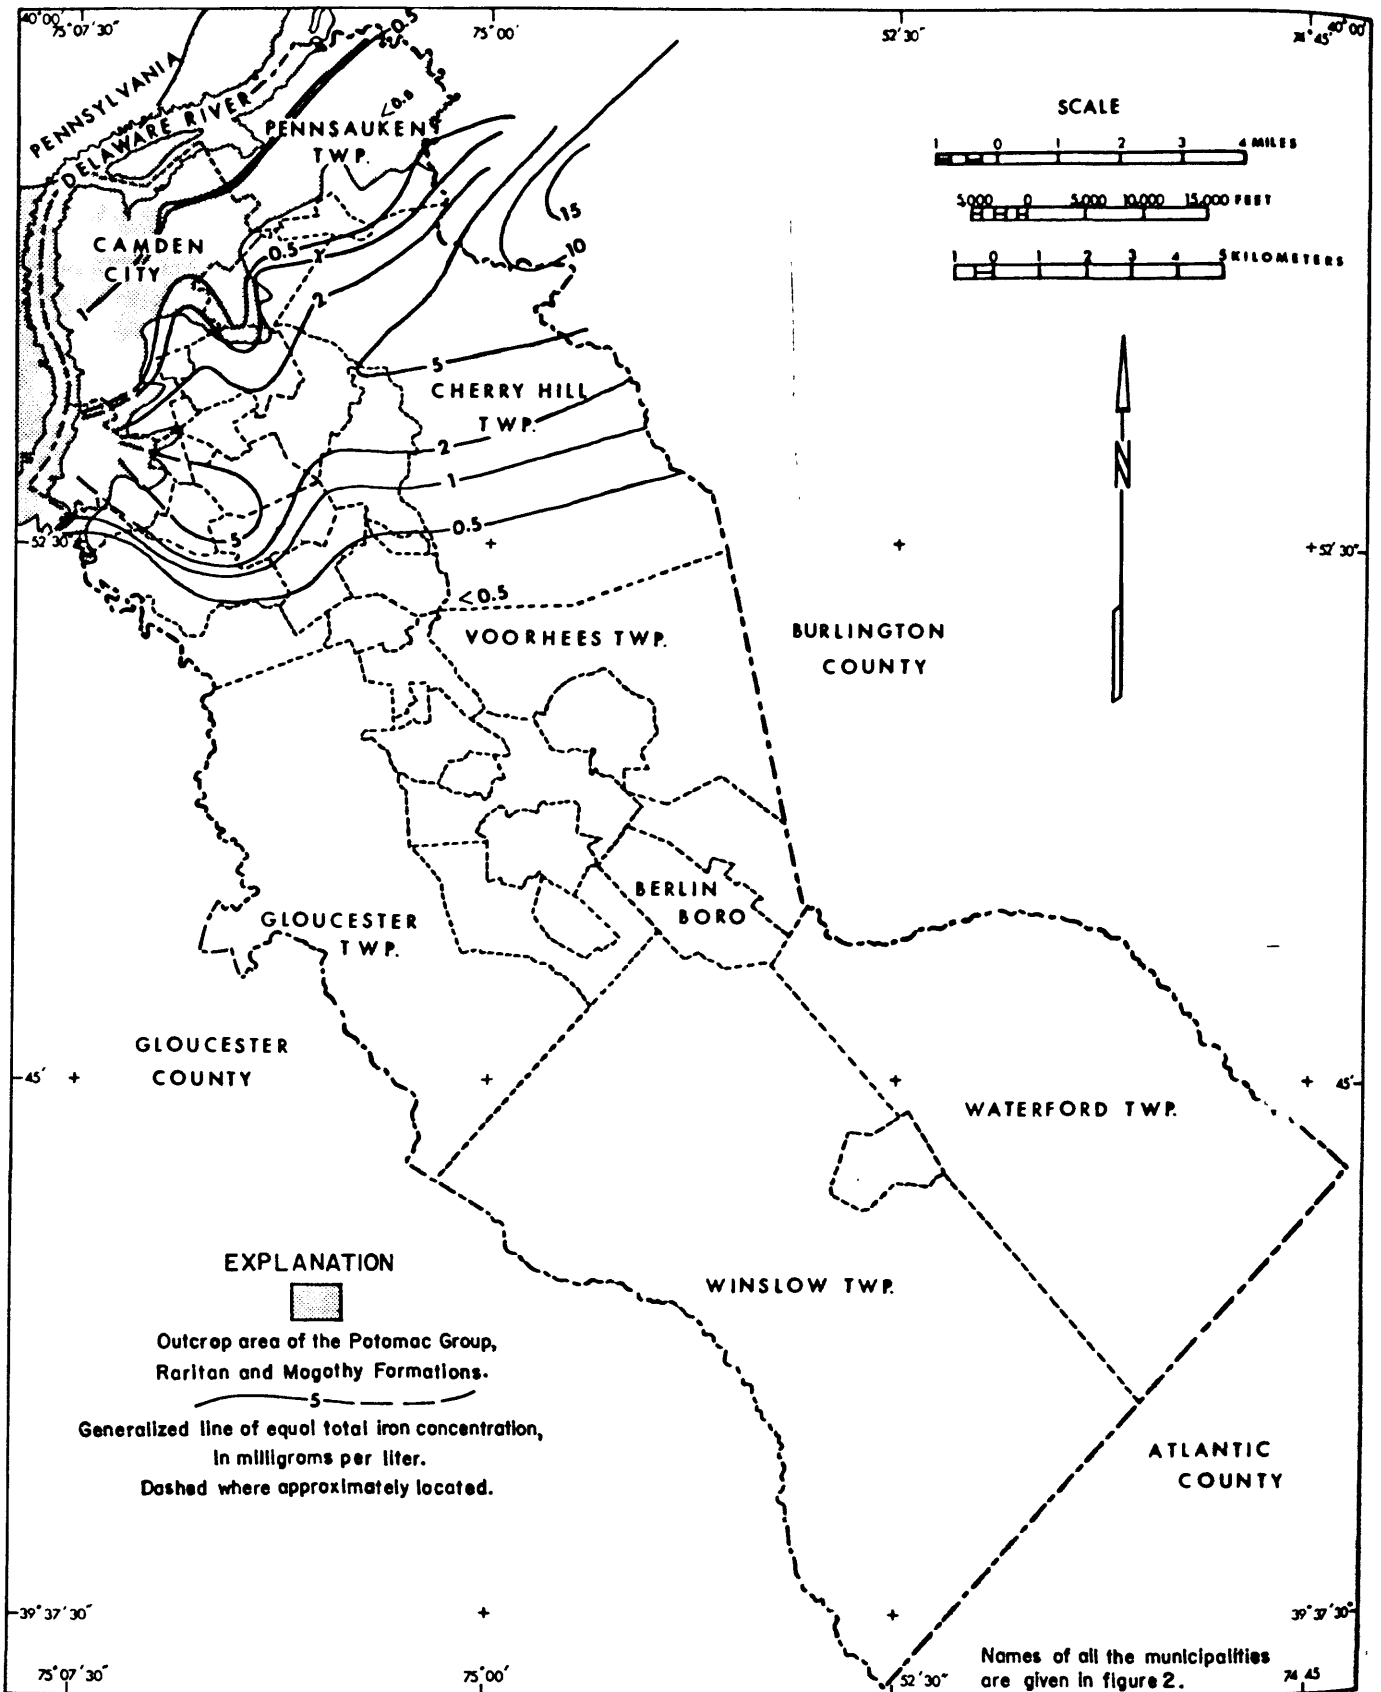 40°00'
75°07'30"
75°00'
52'30"
74°45'
40°00'
PENNSYLVANIA
DELAWARE RIVER
0.5
<0.5
PENNSAUKEN
TWP.
SCALE
1 0 1 2 3 4 MILES
5000 0 5000 10,000 15,000 FEET
1 0 1 2 3 4 5 KILOMETERS
15
10
CAMDEN
CITY
0.5
1
2
1
5
CHERRY HILL
TWP.
2
1
0.5
5
N
52'30"
52'30"
<0.5
VOORHEES TWP.
BURLINGTON
COUNTY
BERLIN
BORO
GLOUCESTER
TWP.
GLOUCESTER
COUNTY
45'
45'
WATERFORD TWP.
WINSLOW TWP.
EXPLANATION
Outcrop area of the Potomac Group,
Raritan and Magothy Formations.
5
Generalized line of equal total iron concentration,
in milligrams per liter.
Dashed where approximately located.
ATLANTIC
COUNTY
39°37'30"
39°37'30"
Names of all the municipalities
are given in figure 2.
75°07'30"
75°00'
52'30"
74 45